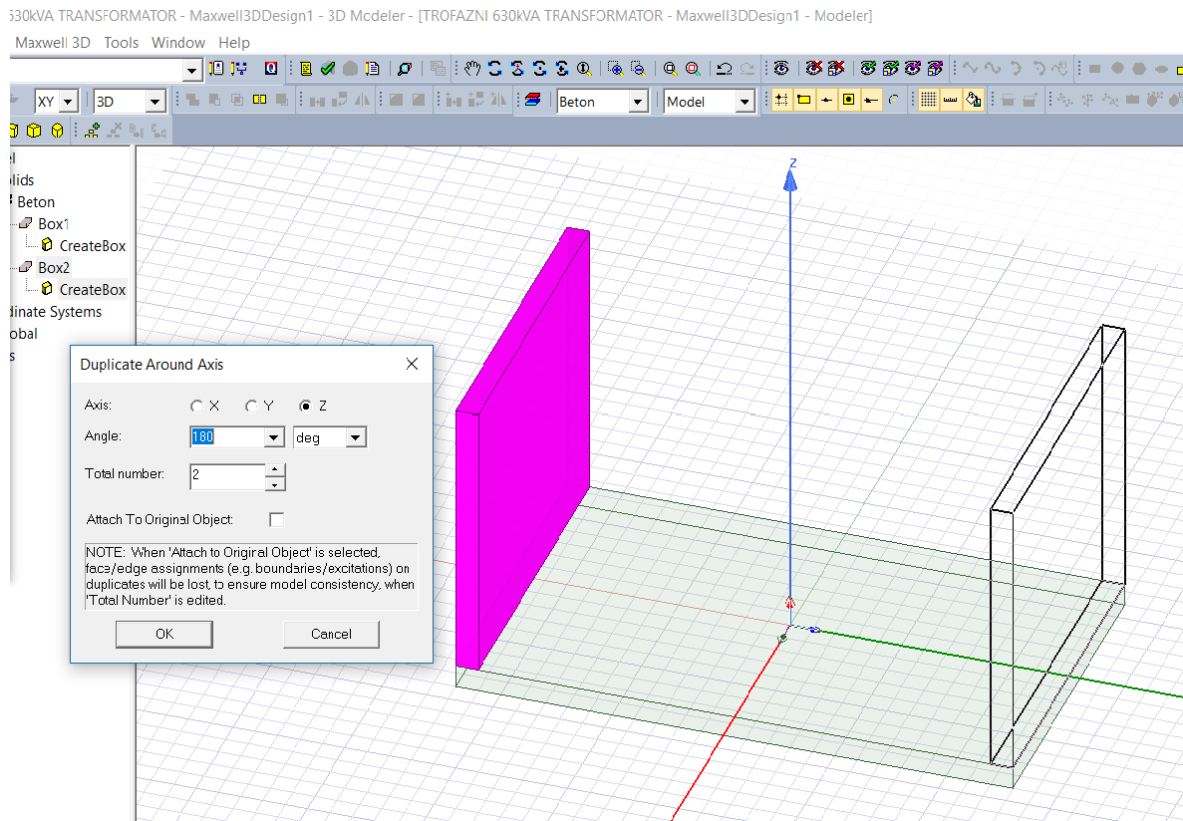 630kVA TRANSFORMATOR - Maxwell3DDesign1 - 3D Modeler - [TROFAZNI 630kVA TRANSFORMATOR - Maxwell3DDesign1 - Modeler]
Maxwell 3D Tools Window Help
XY 3D Beton Model
Beton
Box1
CreateBox
Box2
CreateBox
dinate Systems
obal
Z
Duplicate Around Axis
Axis: X Y Z
Angle: 180 deg
Total number: 2
Attach To Original Object:
NOTE: When 'Attach to Original Object' is selected,
face/edge assignments (e.g. boundaries/excitations) on
duplicates will be lost, to ensure model consistency, when
'Total Number' is edited.
OK Cancel